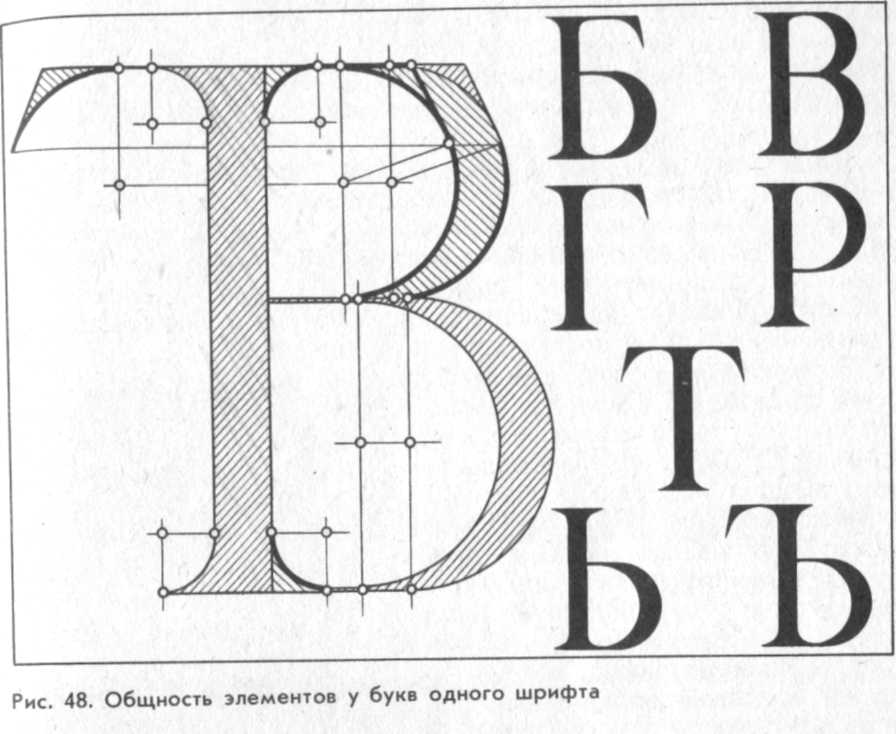 Б В
Г Р
Т
Ь Ъ
Рис. 48. Общность элементов у букв одного шрифта